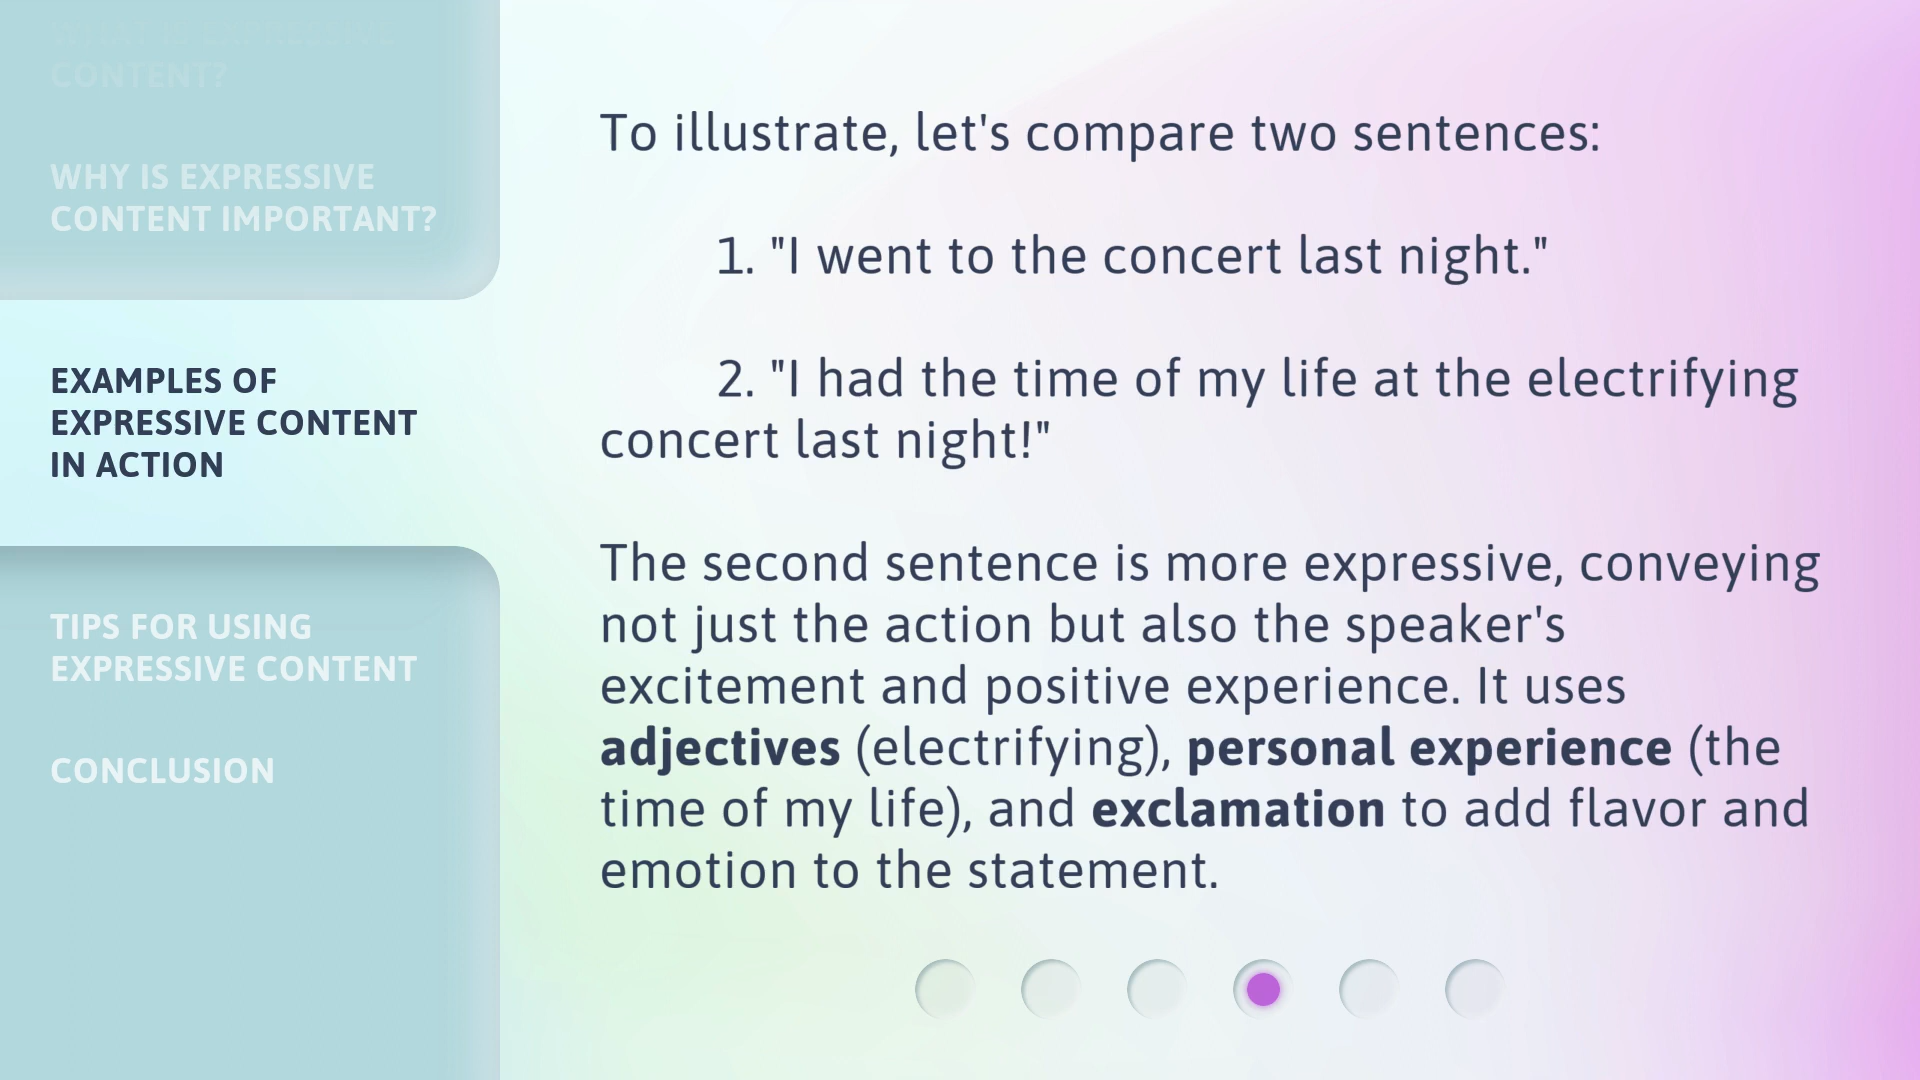 WHAT IS EXPRESSIVE
CONTENT?
WHY IS EXPRESSIVE
CONTENT IMPORTANT?
EXAMPLES OF
EXPRESSIVE CONTENT
IN ACTION
TIPS FOR USING
EXPRESSIVE CONTENT
CONCLUSION
To illustrate, let's compare two sentences:
1. "I went to the concert last night."
2. "I had the time of my life at the electrifying
concert last night!"
The second sentence is more expressive, conveying
not just the action but also the speaker's
excitement and positive experience. It uses
adjectives (electrifying), personal experience (the
time of my life), and exclamation to add flavor and
emotion to the statement.